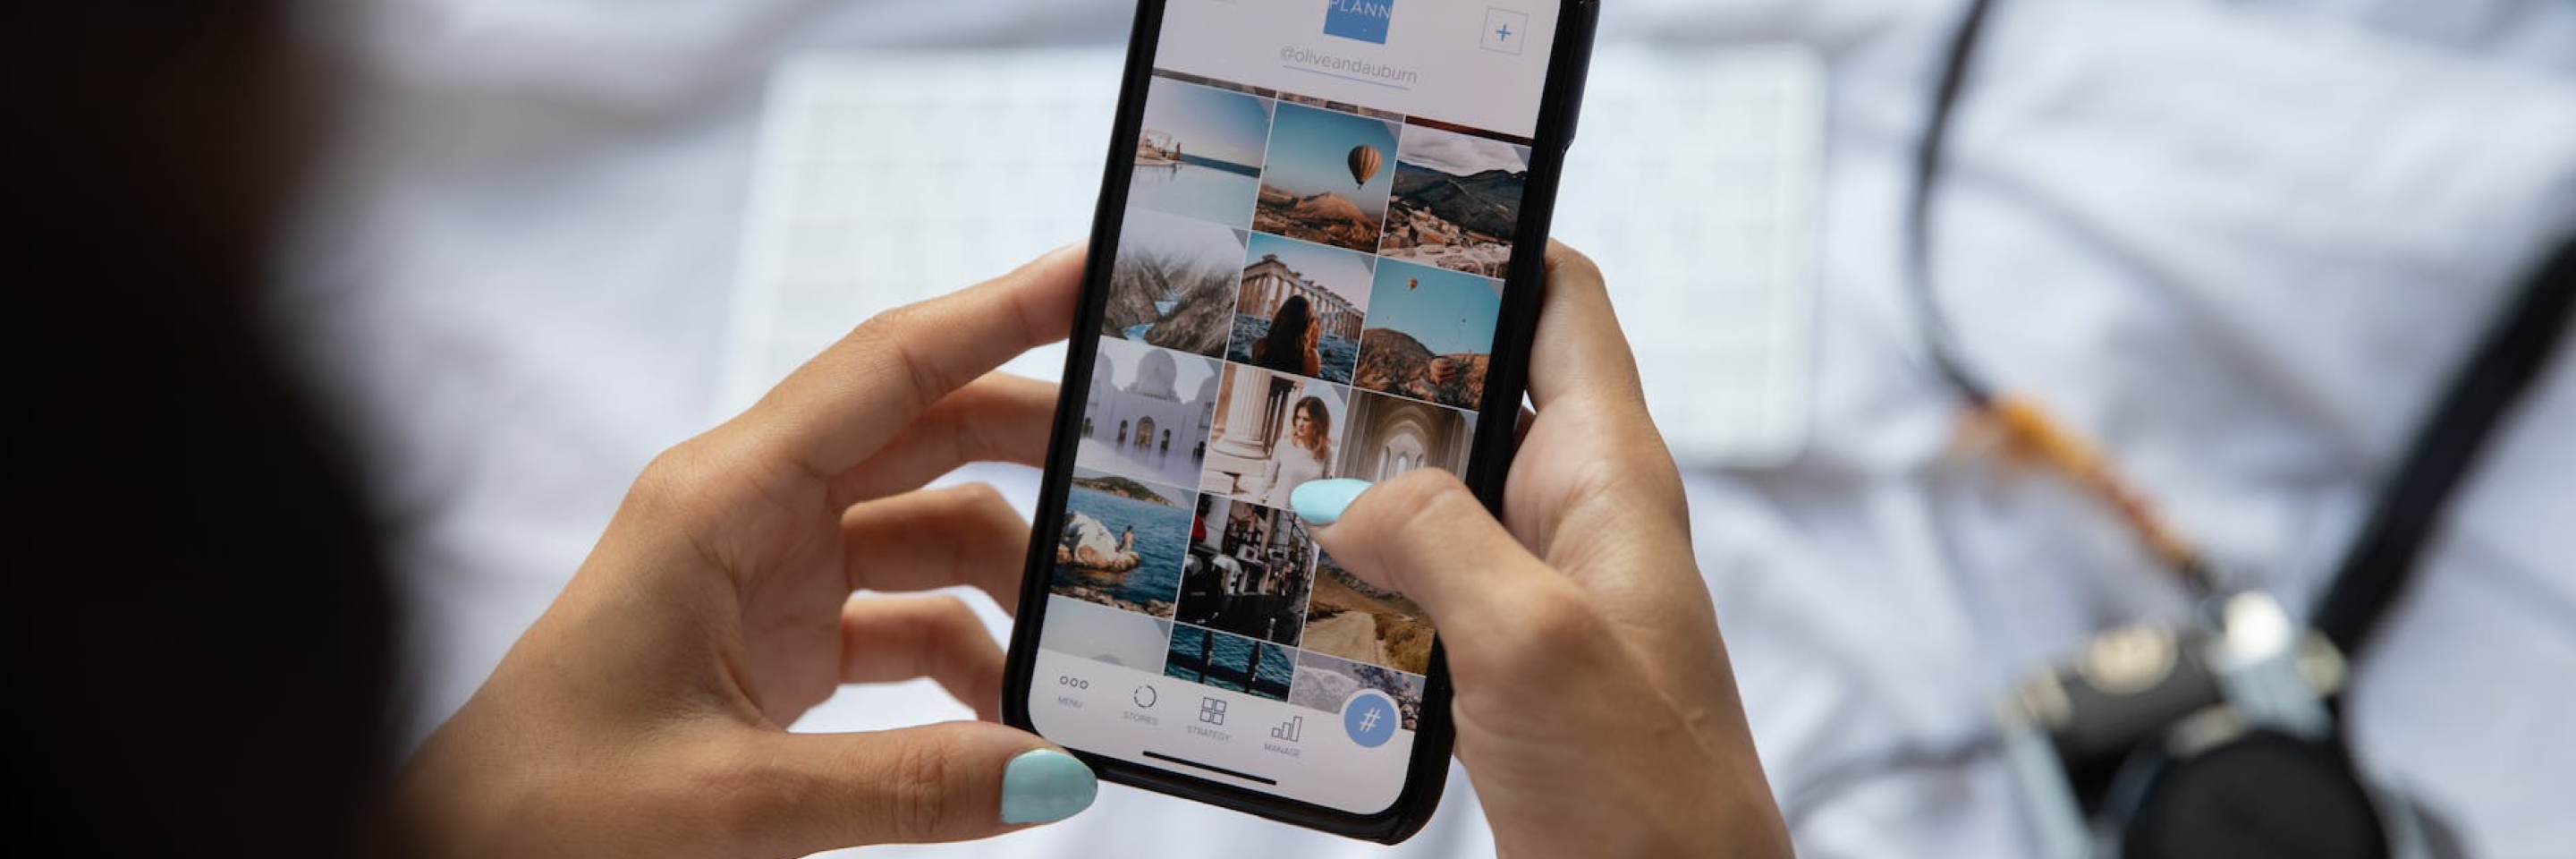 PLANN
+
@oliveandauburn
MENU
STORIES
STRATEGY
MANAGE
#